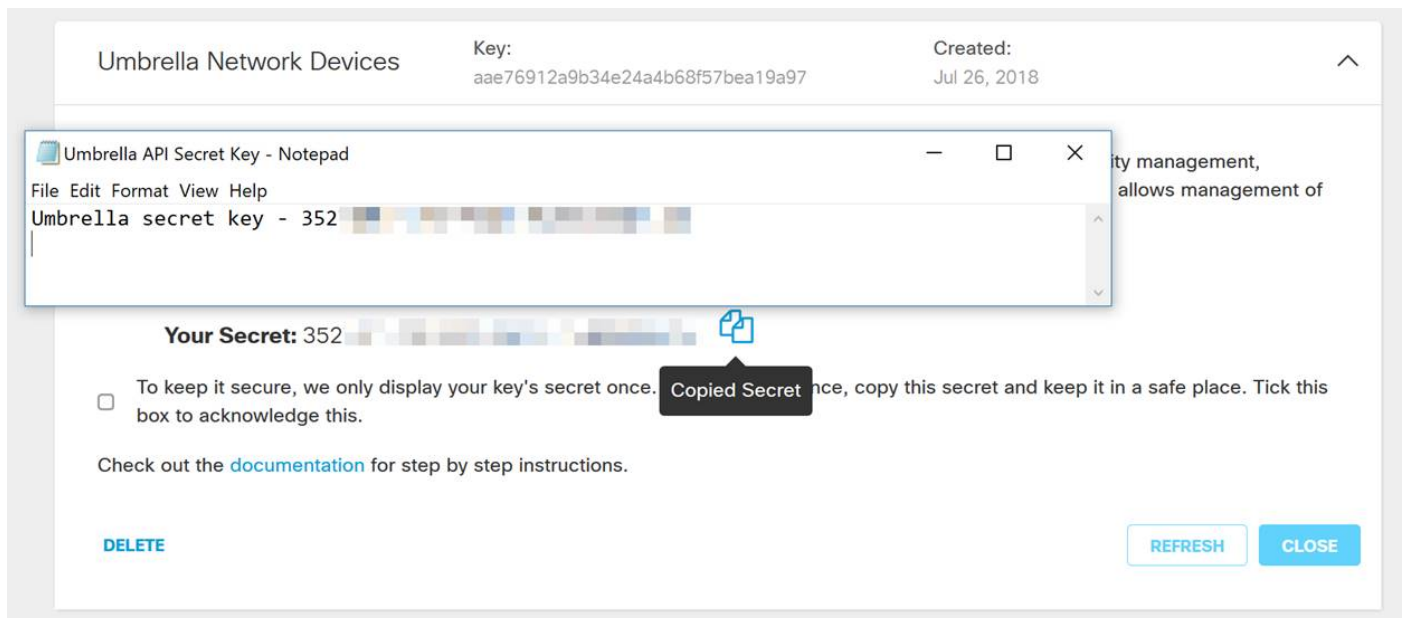 Umbrella Network Devices
Key:
aae76912a9b34e24a4b68f57bea19a97
Created:
Jul 26, 2018
Umbrella API Secret Key - Notepad
File Edit Format View Help
Umbrella secret key - 352
ity management,
allows management of
Your Secret: 352
Copied Secret
To keep it secure, we only display your key's secret once. nce, copy this secret and keep it in a safe place. Tick this
box to acknowledge this.
Check out the documentation for step by step instructions.
DELETE
REFRESH
CLOSE